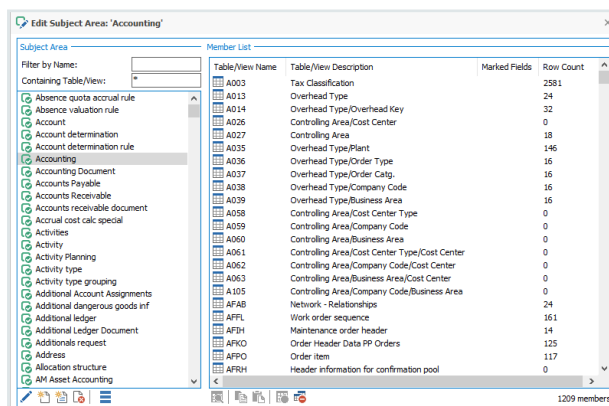 Edit Subject Area: 'Accounting'
Subject Area
Filter by Name:
Containing Table/View: *
Absence quota accrual rule
Absence valuation rule
Account
Account determination
Account determination rule
Accounting
Accounting Document
Accounts Payable
Accounts Receivable
Accounts receivable document
Accrual cost calc special
Activities
Activity
Activity Planning
Activity type
Activity type grouping
Additional Account Assignments
Additional dangerous goods inf
Additional ledger
Additional Ledger Document
Additionals request
Address
Allocation structure
AM Asset Accounting
Member List
Table/View Name Table/View Description Marked Fields Row Count
A003 Tax Classification 2581
A013 Overhead Type 24
A014 Overhead Type/Overhead Key 32
A026 Controlling Area/Cost Center 0
A027 Controlling Area 18
A035 Overhead Type/Plant 146
A036 Overhead Type/Order Type 16
A037 Overhead Type/Order Catg. 16
A038 Overhead Type/Company Code 16
A039 Overhead Type/Business Area 16
A058 Controlling Area/Cost Center Type 0
A059 Controlling Area/Company Code 0
A060 Controlling Area/Business Area 0
A061 Controlling Area/Cost Center Type/Cost Center 0
A062 Controlling Area/Company Code/Cost Center 0
A063 Controlling Area/Business Area/Cost Center 0
A105 Controlling Area/Company Code/Business Area 0
AFAB Network - Relationships 24
AFFL Work order sequence 161
AFIH Maintenance order header 14
AFKO Order Header Data PP Orders 125
AFPO Order item 117
AFRH Header information for confirmation pool 0
1209 members